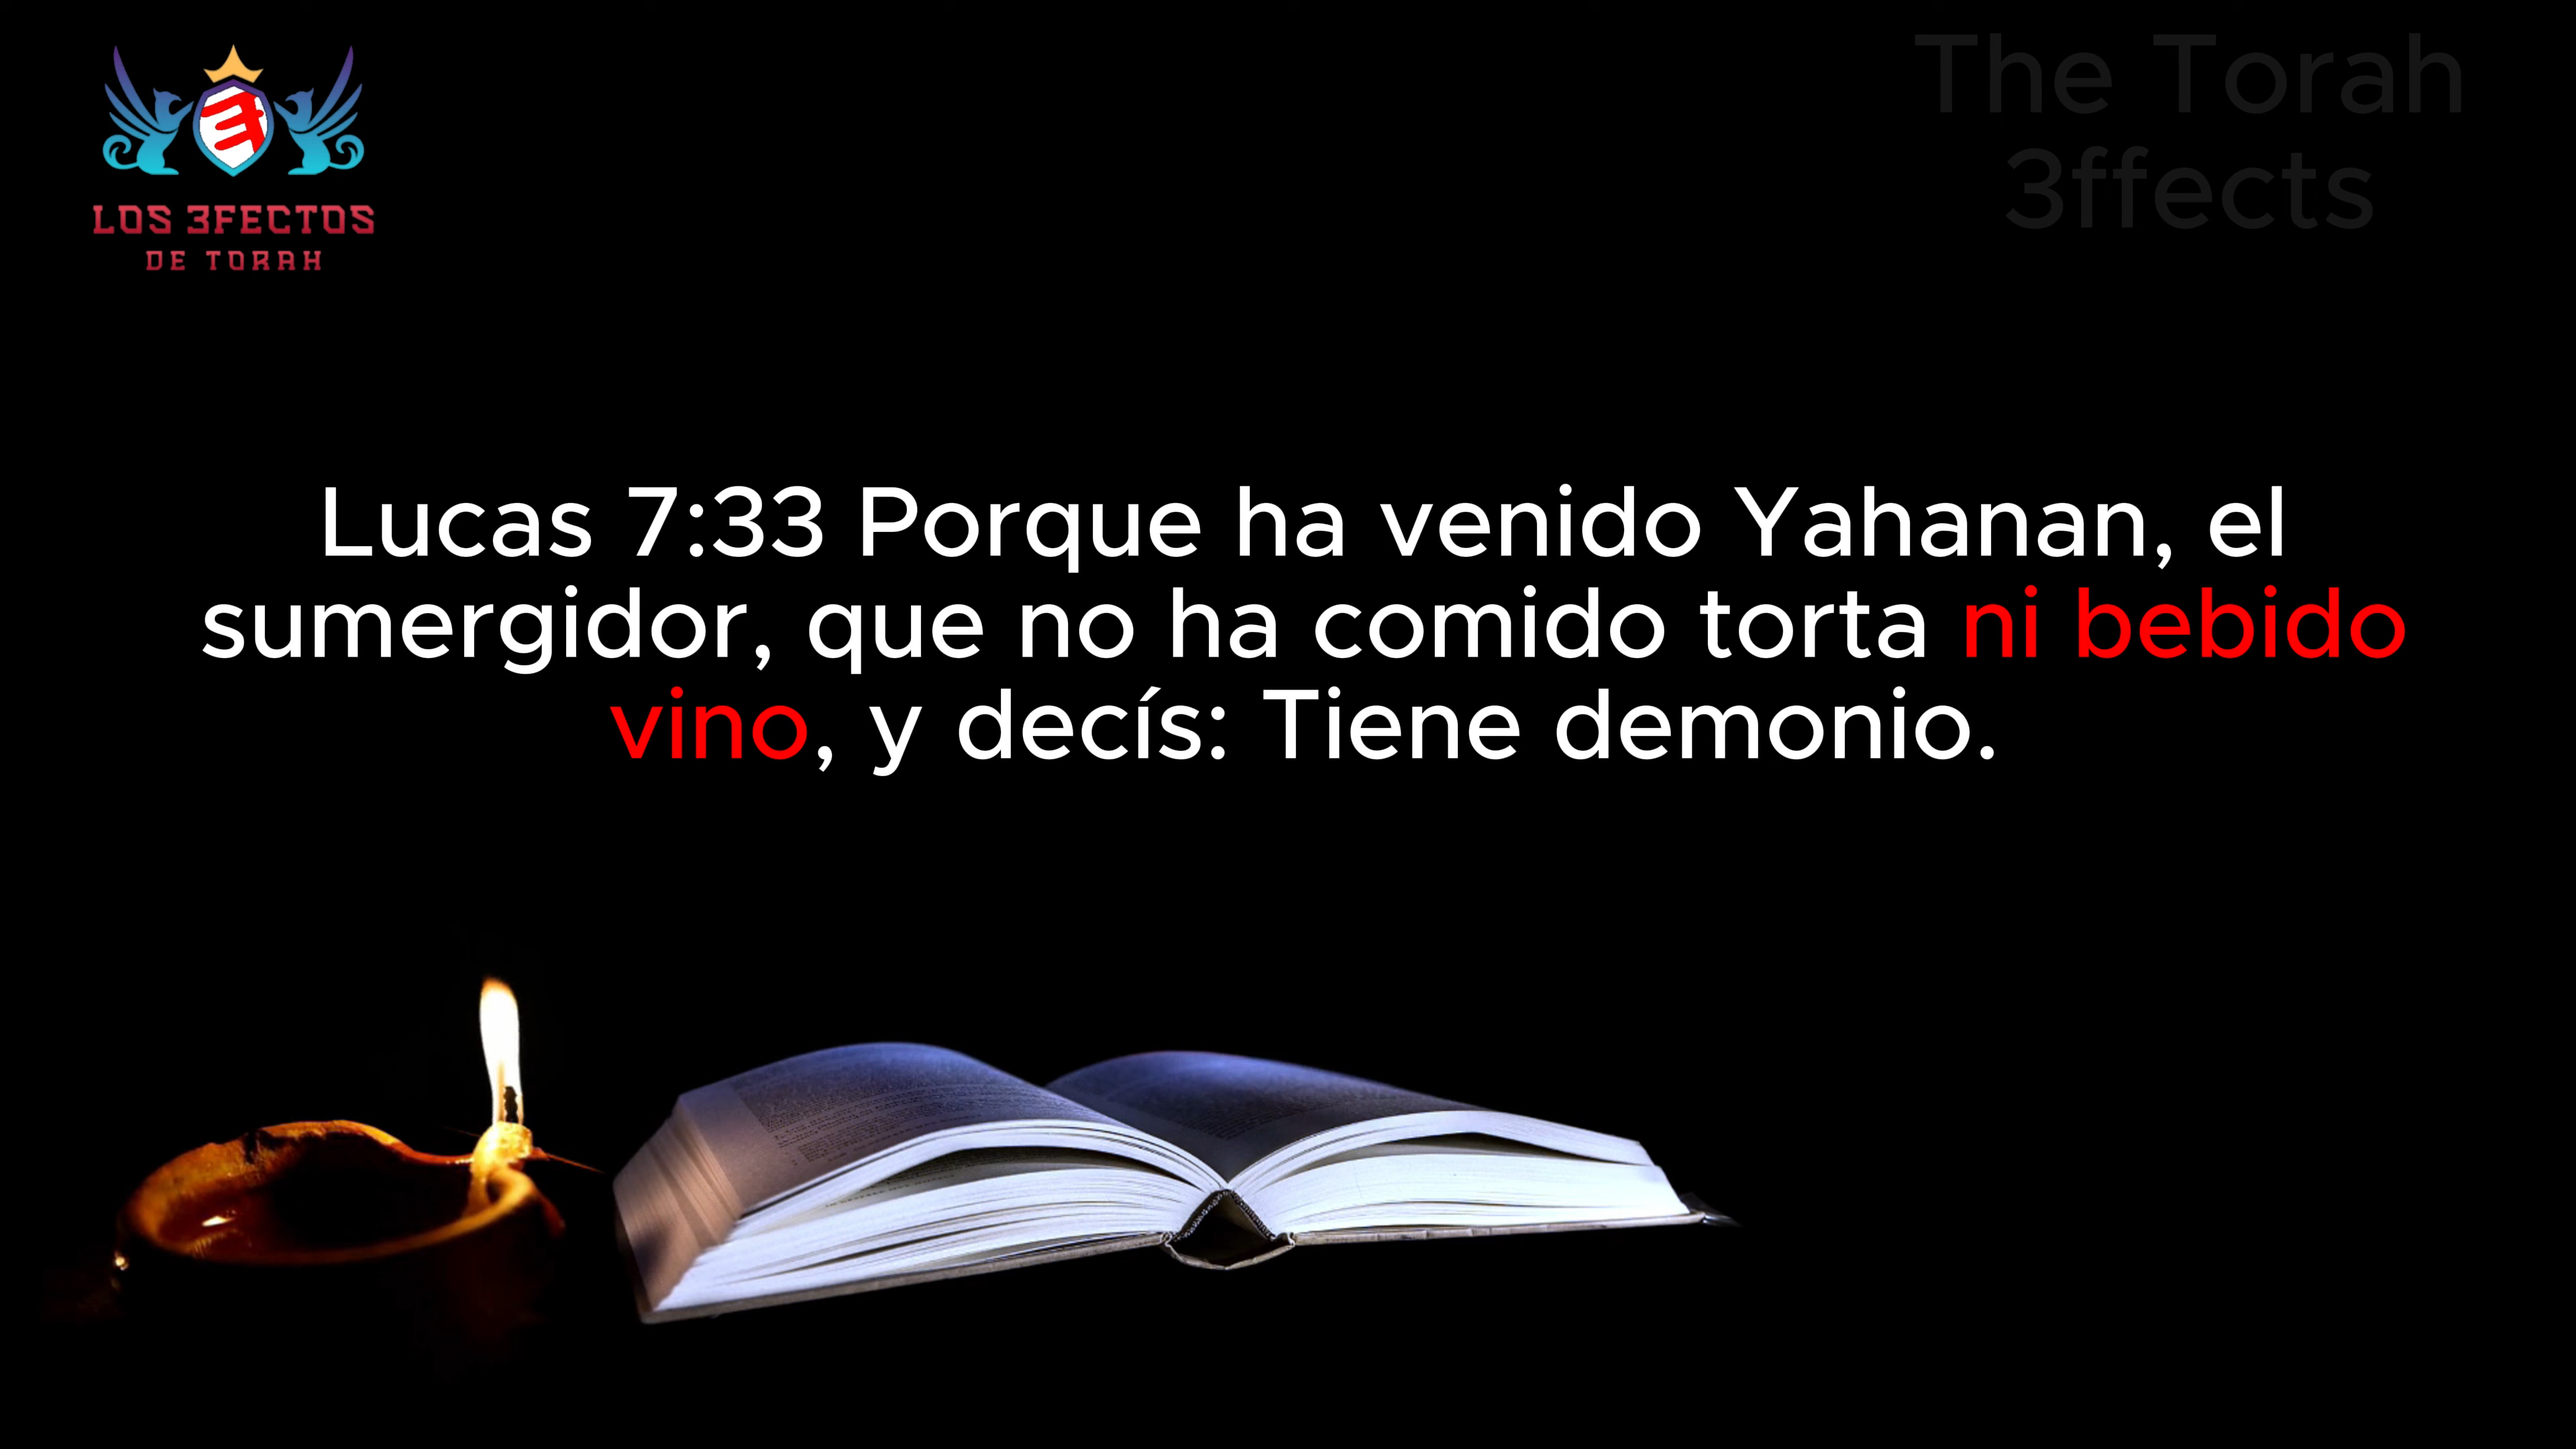 LOS 3FECTOS
DE TORAH
The Torah
3ffects
Lucas 7:33 Porque ha venido Yahanan, el
sumergidor, que no ha comido torta ni bebido
vino, y decís: Tiene demonio.